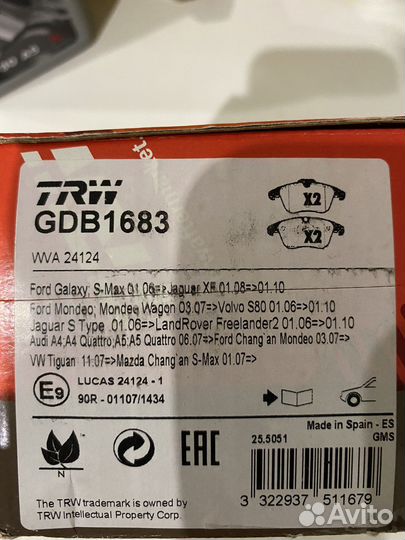 TRW
GDB1683
WVA 24124
X2
X2
Ford Galaxy; S-Max 01.06=>Jaguar XF 01.08=>01.10
Ford Mondeo; Mondeo Wagon 03.07=>Volvo S80 01.06=>01.10
Jaguar S Type .01.06=>LandRover Freelander2 01.06=>01.10
Audi A4;A4 Quattro;A5;A5 Quattro 06.07=>Ford Chang'an Mondeo 03.07=>
VW Tiguan 11.07=>Mazda Chang'an S-Max 01.07=>
E9
LUCAS 24124 - 1
90R - 01107/1434
N
EAC
Made in Spain - ES
25.5051
GMS
3 322937 511679
The TRW trademark is owned by
TRW Intellectual Property Corp.
Avito